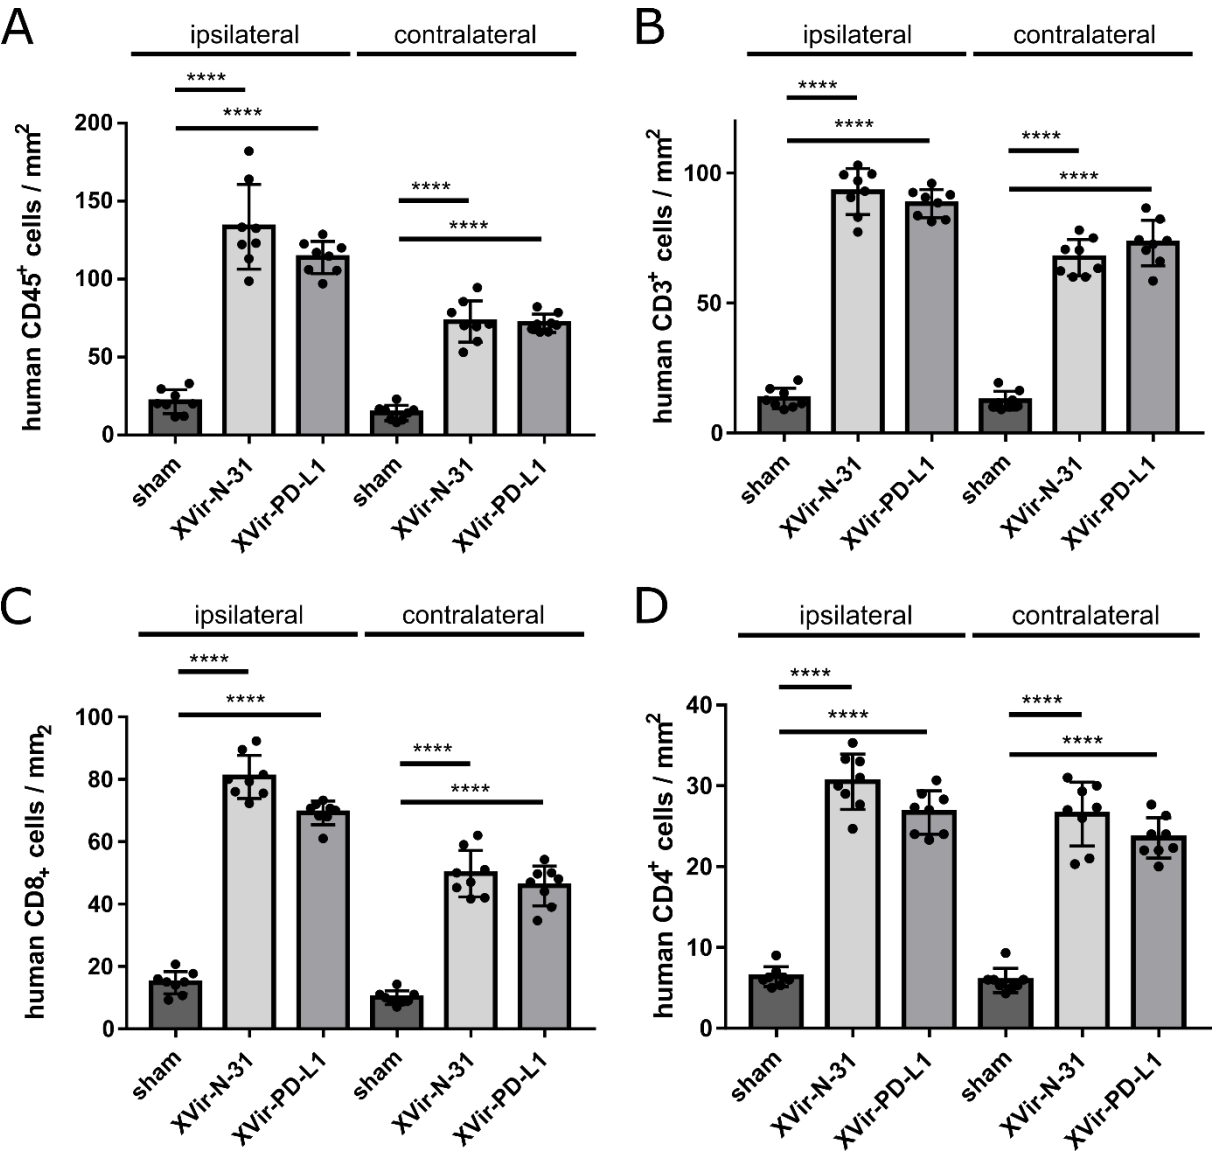 A
ipsilateral
contralateral
****
****
****
****
human CD45+ cells / mm2
200
150
100
50
0
sham
XVir-N-31
XVir-PD-L1
sham
XVir-N-31
XVir-PD-L1
B
ipsilateral
contralateral
****
****
****
****
human CD3+ cells / mm2
100
50
0
sham
XVir-N-31
XVir-PD-L1
sham
XVir-N-31
XVir-PD-L1
C
ipsilateral
contralateral
****
****
****
****
human CD8+ cells / mm2
100
80
60
40
20
0
sham
XVir-N-31
XVir-PD-L1
sham
XVir-N-31
XVir-PD-L1
D
ipsilateral
contralateral
****
****
****
****
human CD4+ cells / mm2
40
30
20
10
0
sham
XVir-N-31
XVir-PD-L1
sham
XVir-N-31
XVir-PD-L1